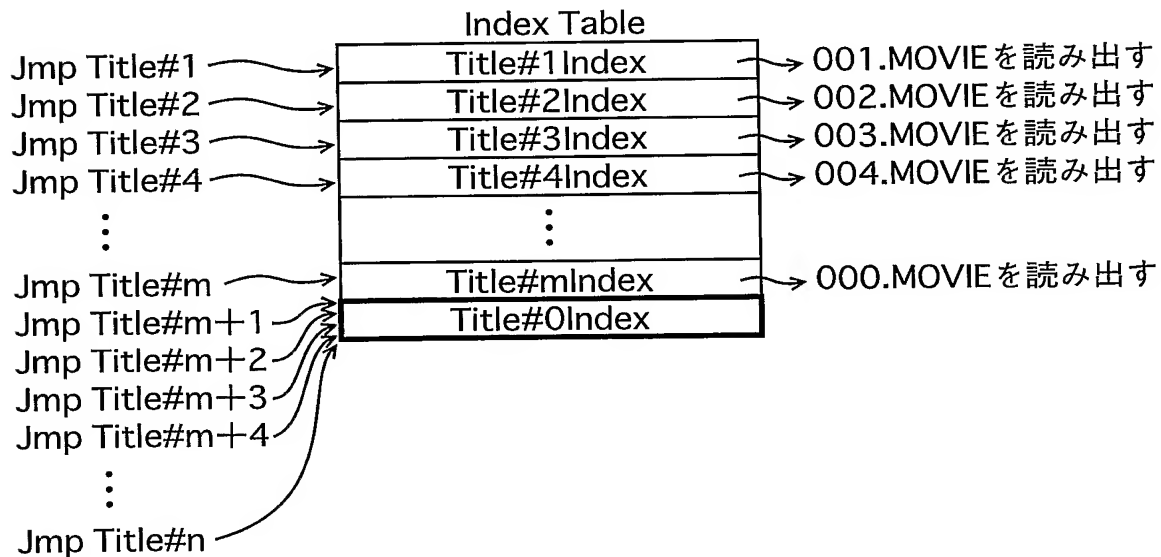 Index Table
Jmp Title#1 Title#1Index 001.MOVIEを読み出す
Jmp Title#2 Title#2Index 002.MOVIEを読み出す
Jmp Title#3 Title#3Index 003.MOVIEを読み出す
Jmp Title#4 Title#4Index 004.MOVIEを読み出す
Jmp Title#m Title#mIndex 000.MOVIEを読み出す
Jmp Title#m+1 Title#0Index
Jmp Title#m+2
Jmp Title#m+3
Jmp Title#m+4
Jmp Title#n